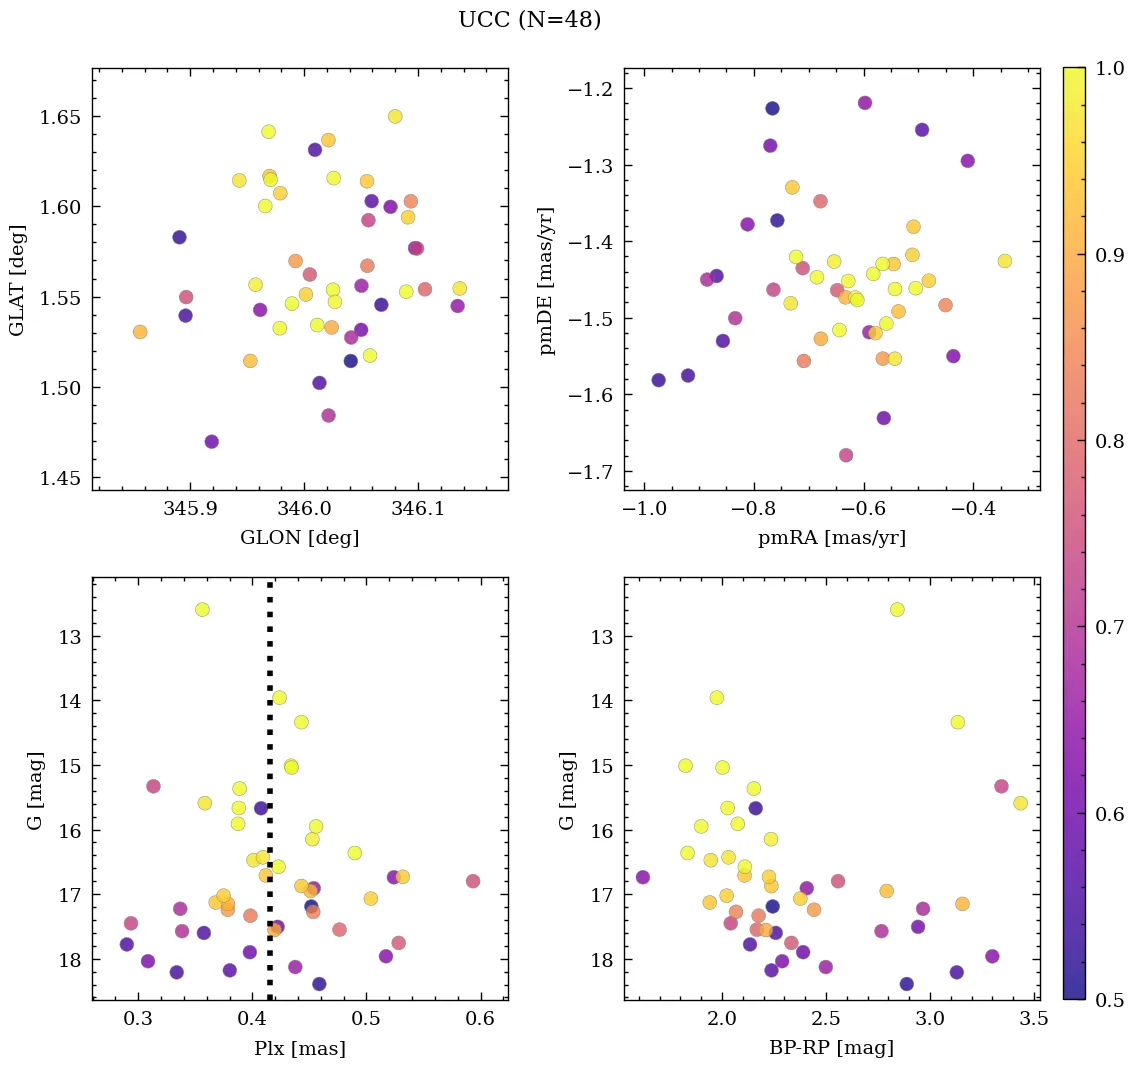 UCC (N=48)
1.65
1.60
1.55
1.50
1.45
GLAT [deg]
345.9 346.0 346.1
GLON [deg]
−1.2
−1.3
−1.4
−1.5
−1.6
−1.7
pmDE [mas/yr]
−1.0 −0.8 −0.6 −0.4
pmRA [mas/yr]
13
14
15
16
17
18
G [mag]
0.3 0.4 0.5 0.6
Plx [mas]
13
14
15
16
17
18
G [mag]
2.0 2.5 3.0 3.5
BP-RP [mag]
1.0
0.9
0.8
0.7
0.6
0.5